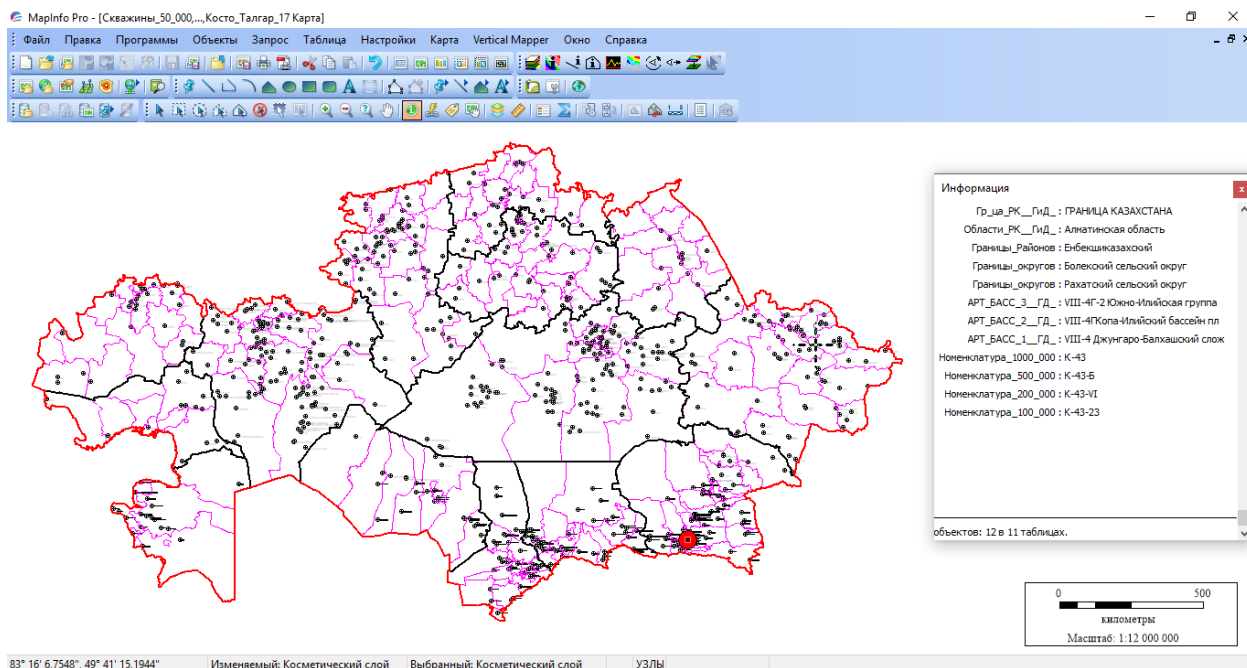 MapInfo Pro - [Скважины_50_000,...,Косто_Талгар_17 Карта]
Файл Правка Программы Объекты Запрос Таблица Настройки Карта Vertical Mapper Окно Справка
Информация
Гр_ца_РК__ГиД_ : ГРАНИЦА КАЗАХСТАНА
Области_РК__ГиД_ : Алматинская область
Границы_Районов : Енбекшиказахский
Границы_округов : Болекский сельский округ
Границы_округов : Рахатский сельский округ
АРТ_БАСС_3__ГД_ : VIII-4Г-2 Южно-Илийская группа
АРТ_БАСС_2__ГД_ : VIII-4ГКопа-Илийский бассейн пл
АРТ_БАСС_1__ГД_ : VIII-4 Джунгаро-Балхашский слож
Номенклатура_1000_000 : K-43
Номенклатура_500_000 : K-43-Б
Номенклатура_200_000 : K-43-VI
Номенклатура_100_000 : K-43-23
объектов: 12 в 11 таблицах.
0 500
километры
Масштаб: 1:12 000 000
83° 16' 6.7548", 49° 41' 15.1944" Изменяемый: Косметический слой Выбранный: Косметический слой УЗЛЫ